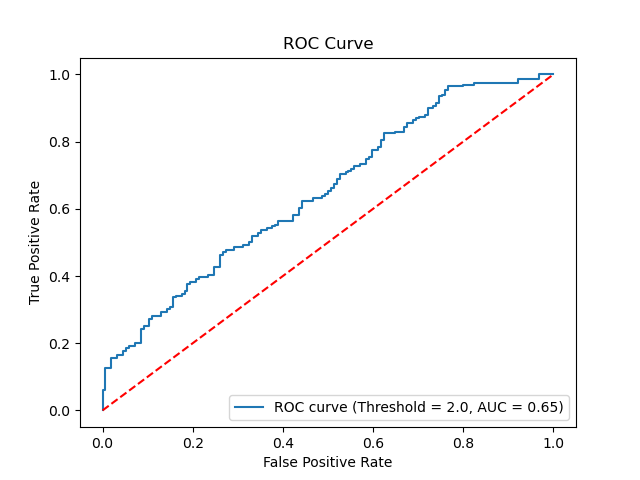 ROC Curve
True Positive Rate
1.0
0.8
0.6
0.4
0.2
0.0
ROC curve (Threshold = 2.0, AUC = 0.65)
0.0 0.2 0.4 0.6 0.8 1.0
False Positive Rate